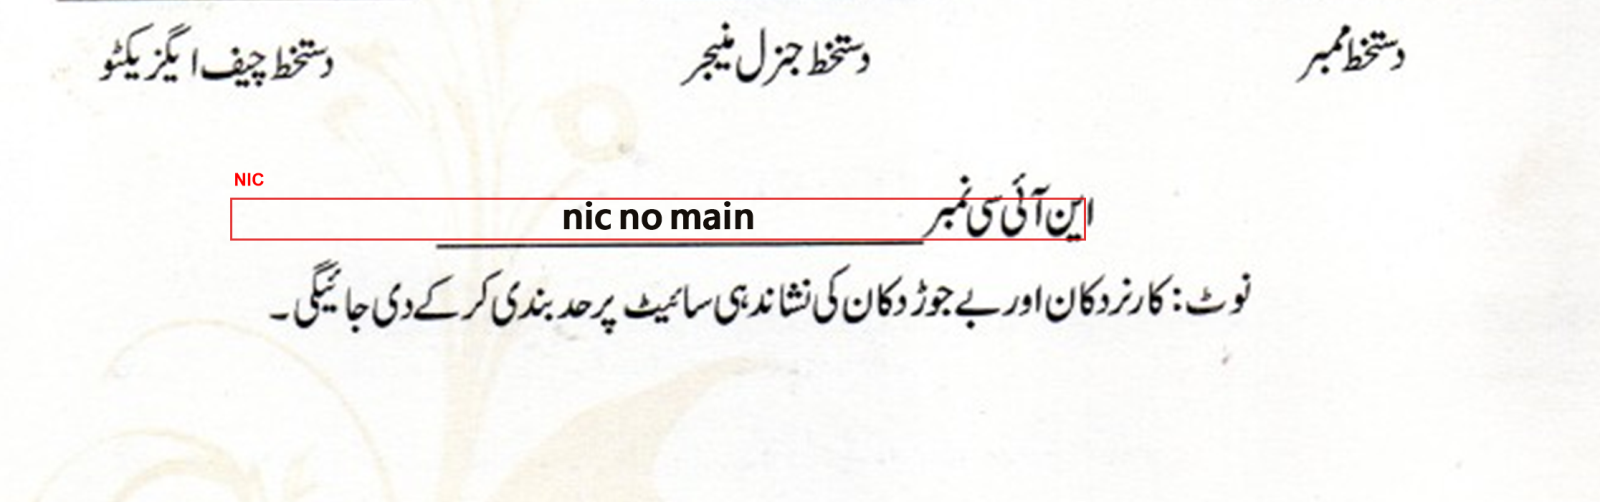 دستخط ممبر دستخط جنرل منیجر دستخط چیف ایگزیکٹو
NIC
این آئی سی نمبر nic no main
نوٹ: کارنر دکان اور بے جوڑ دکان کی نشاندہی سائیٹ پر حد بندی کر کے دی جائیگی۔